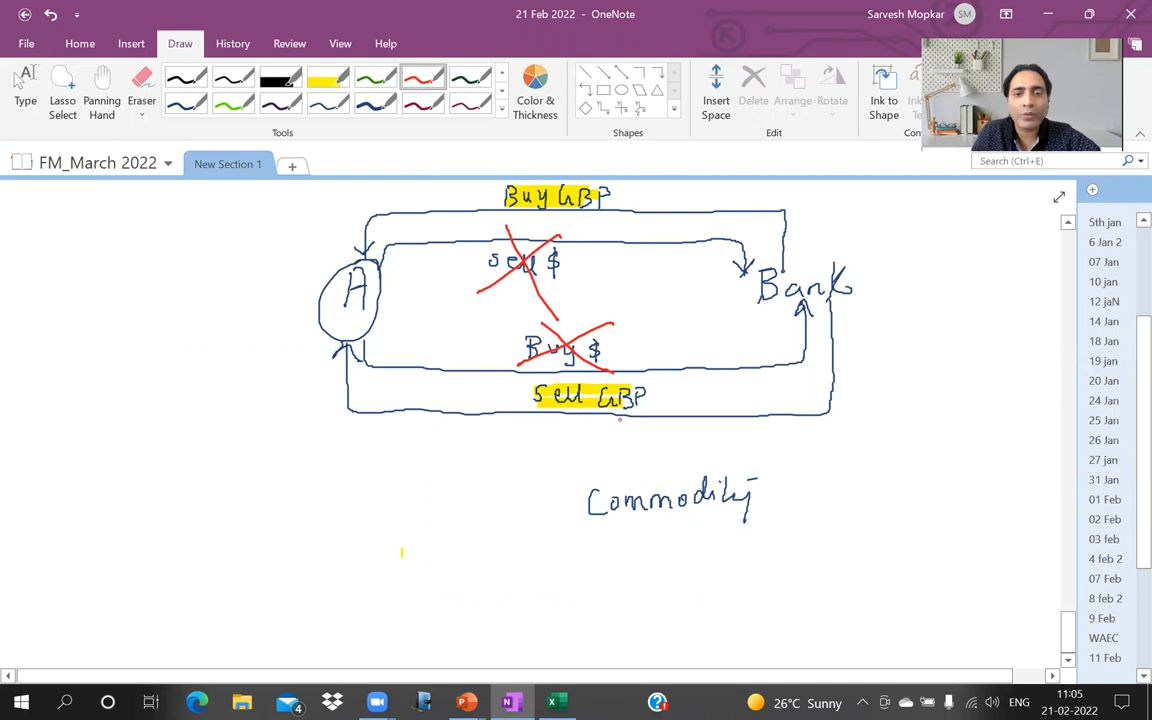 21 Feb 2022 - OneNote
Sarvesh Mopkar
SM
File
Home
Insert
Draw
History
Review
View
Help
Type
Lasso
Select
Panning
Hand
Eraser
Color &
Thickness
Insert
Space
Delete
Arrange
Rotate
Ink to
Shape
Tools
Shapes
Edit
FM_March 2022
New Section 1
Search (Ctrl+E)
Buy GBP
sell $
A
Bank
Buy $
Sell GBP
Commodity
5th jan
6 Jan 2
07 Jan
10 jan
12 jaN
14 Jan
18 Jan
19 jan
20 Jan
24 Jan
25 Jan
26 Jan
27 jan
31 Jan
01 Feb
02 Feb
03 feb
4 feb 2
07 Feb
8 feb 2
9 Feb
WAEC
11 Feb
4
26°C Sunny
ENG
11:05
21-02-2022